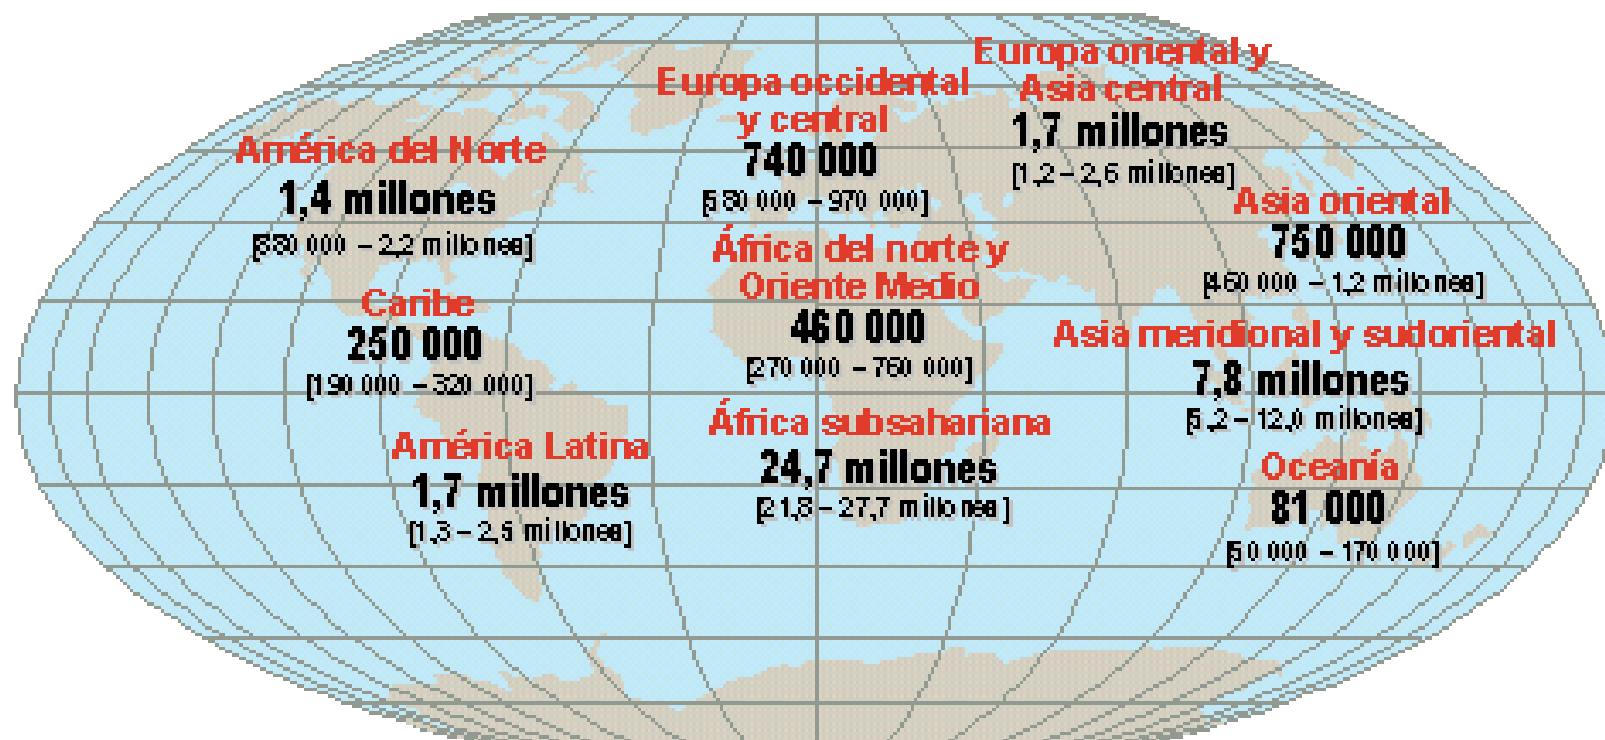 Europa oriental y
Asia central
1,7 millones
[1,2 – 2,6 millones]
Europa occidental
y central
740 000
[580 000 – 970 000]
América del Norte
1,4 millones
[880 000 – 2,2 millones]
Asia oriental
750 000
[460 000 – 1,2 millones]
África del norte y
Oriente Medio
460 000
[270 000 – 760 000]
Caribe
250 000
[190 000 – 320 000]
Asia meridional y sudoriental
7,8 millones
[5,2 – 12,0 millones]
África subsahariana
24,7 millones
[21,8 – 27,7 millones]
América Latina
1,7 millones
[1,3 – 2,5 millones]
Oceanía
81 000
[50 000 – 170 000]